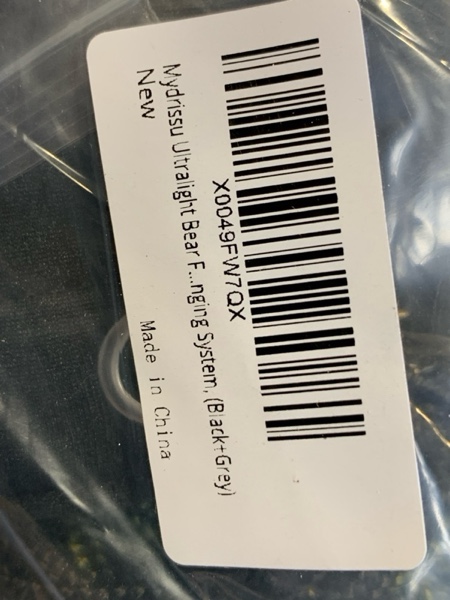 X0049FW7QX
Mydrissu Ultralight Bear F...nging System, (Black+Grey)
New
Made in China